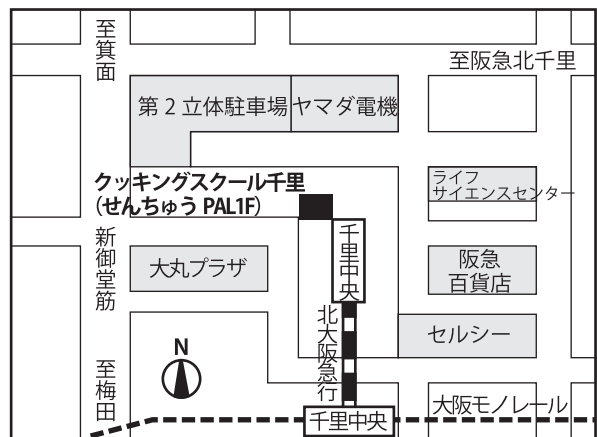 至箕面
至阪急北千里
第2立体駐車場
ヤマダ電機
クッキングスクール千里
(せんちゅう PAL1F)
ライフ
サイエンスセンター
千里中央
新御堂筋
大丸プラザ
阪急
百貨店
北大阪急行
セルシー
N
至梅田
大阪モノレール
千里中央